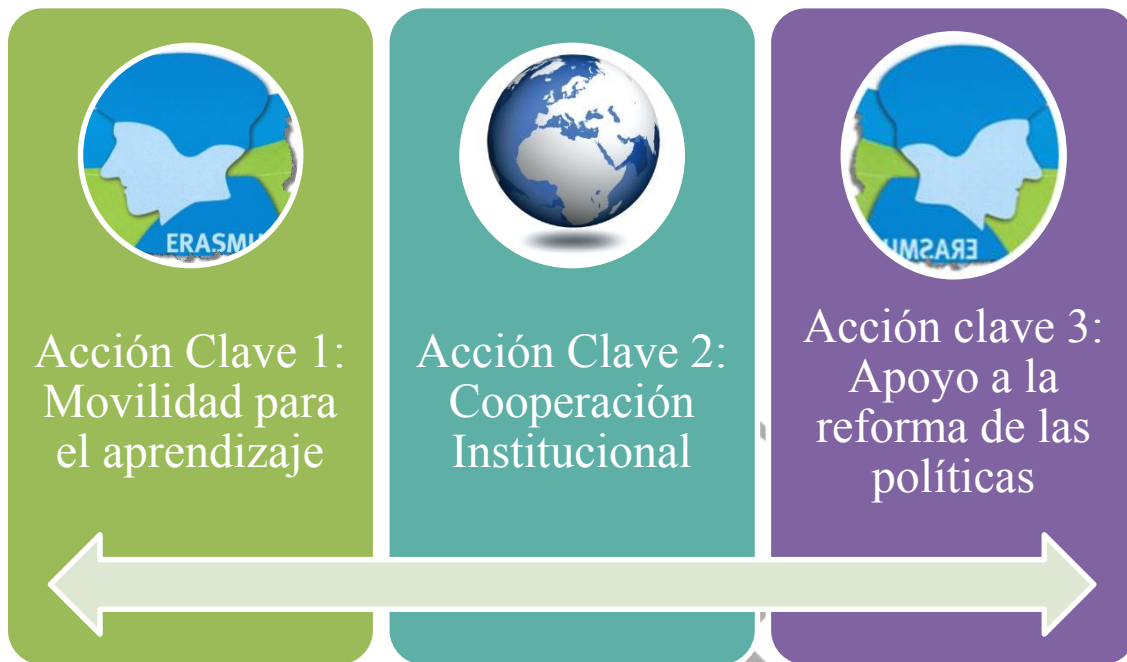 ERASMU
Acción Clave 1:
Movilidad para
el aprendizaje
Acción Clave 2:
Cooperación
Institucional
ERASMU
Acción clave 3:
Apoyo a la
reforma de las
políticas